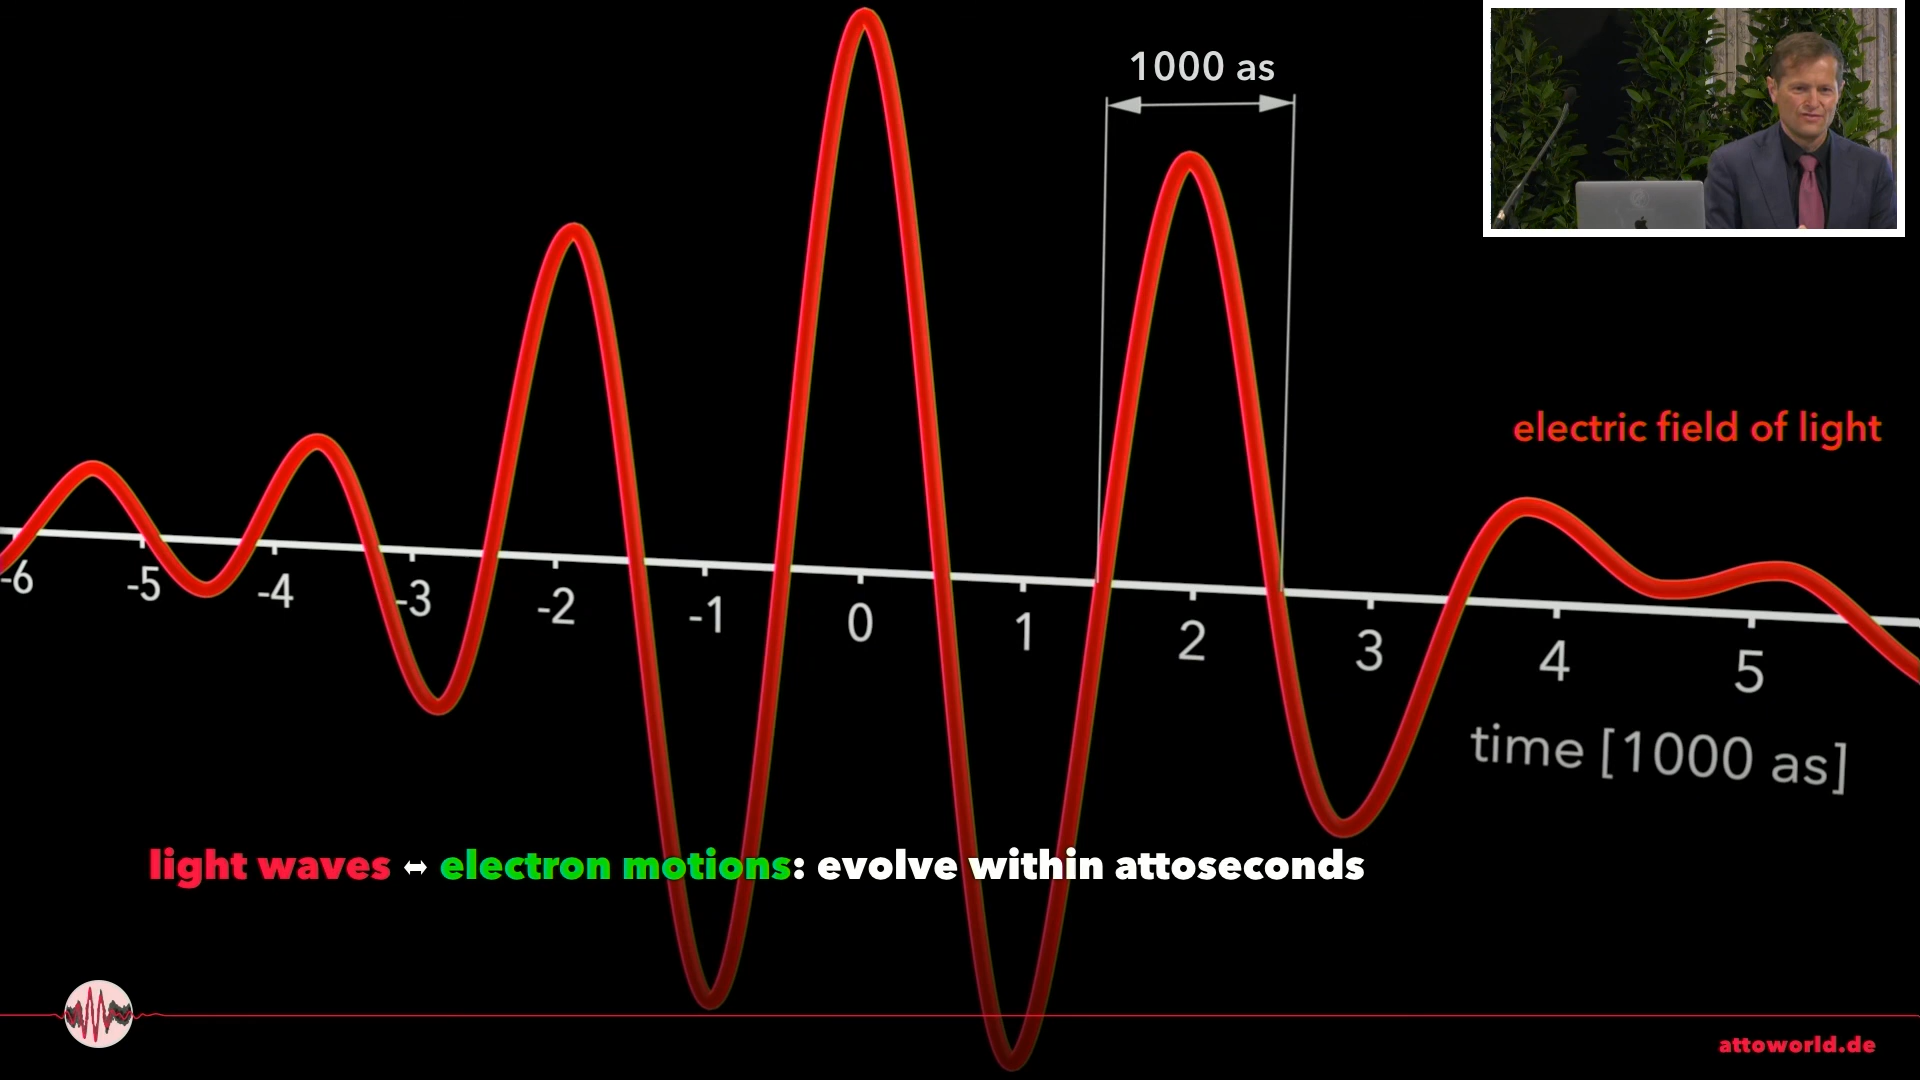 1000 as
electric field of light
-6 -5 -4 -3 -2 -1 0 1 2 3 4 5
time [1000 as]
light waves ↔ electron motions: evolve within attoseconds
attoworld.de